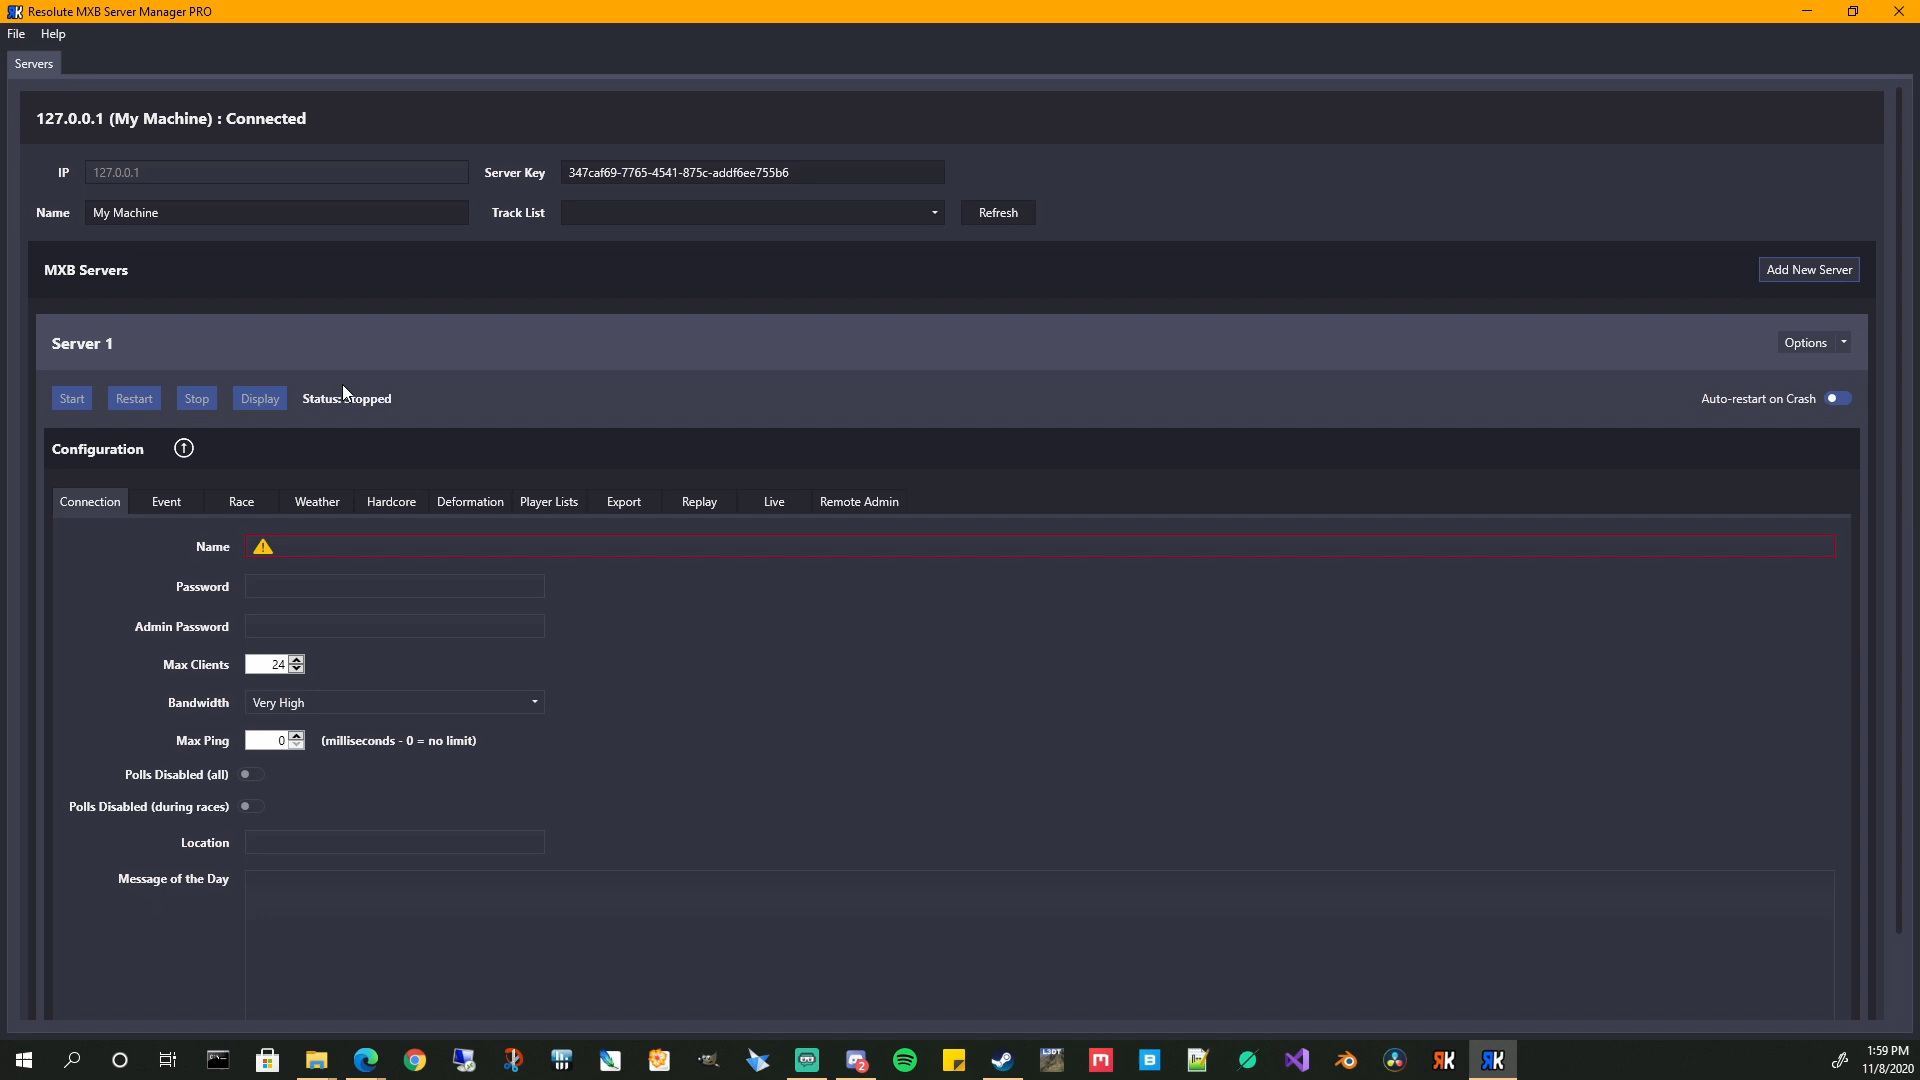 Resolute MXB Server Manager PRO
File Help
Servers
127.0.0.1 (My Machine) : Connected
IP 127.0.0.1 Server Key 347caf69-7765-4541-875c-addf6ee755b6
Name My Machine Track List Refresh
MXB Servers Add New Server
Server 1 Options
Start Restart Stop Display Status: Stopped Auto-restart on Crash
Configuration
Connection Event Race Weather Hardcore Deformation Player Lists Export Replay Live Remote Admin
Name
Password
Admin Password
Max Clients 24
Bandwidth Very High
Max Ping 0 (milliseconds - 0 = no limit)
Polls Disabled (all)
Polls Disabled (during races)
Location
Message of the Day
L3DT
2
1:59 PM
11/8/2020